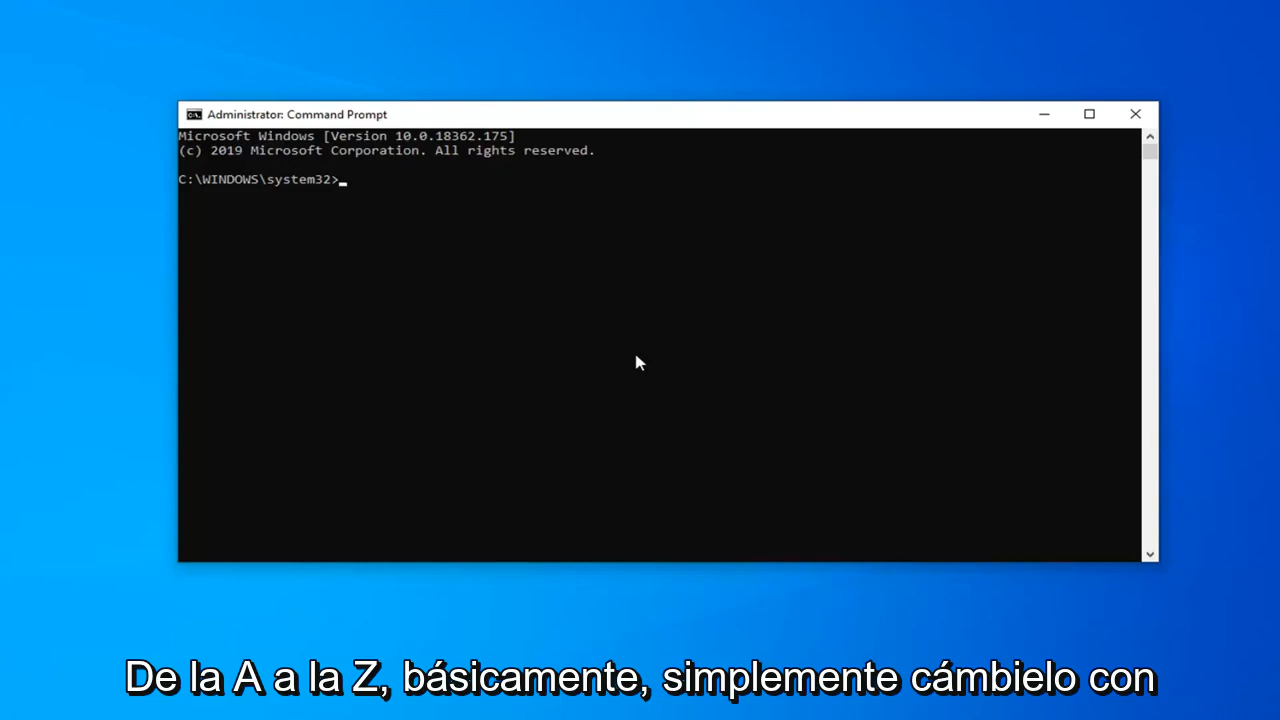 Administrator: Command Prompt
Microsoft Windows [Version 10.0.18362.175]
(c) 2019 Microsoft Corporation. All rights reserved.
C:\WINDOWS\system32>
De la A a la Z, básicamente, simplemente cámbielo con